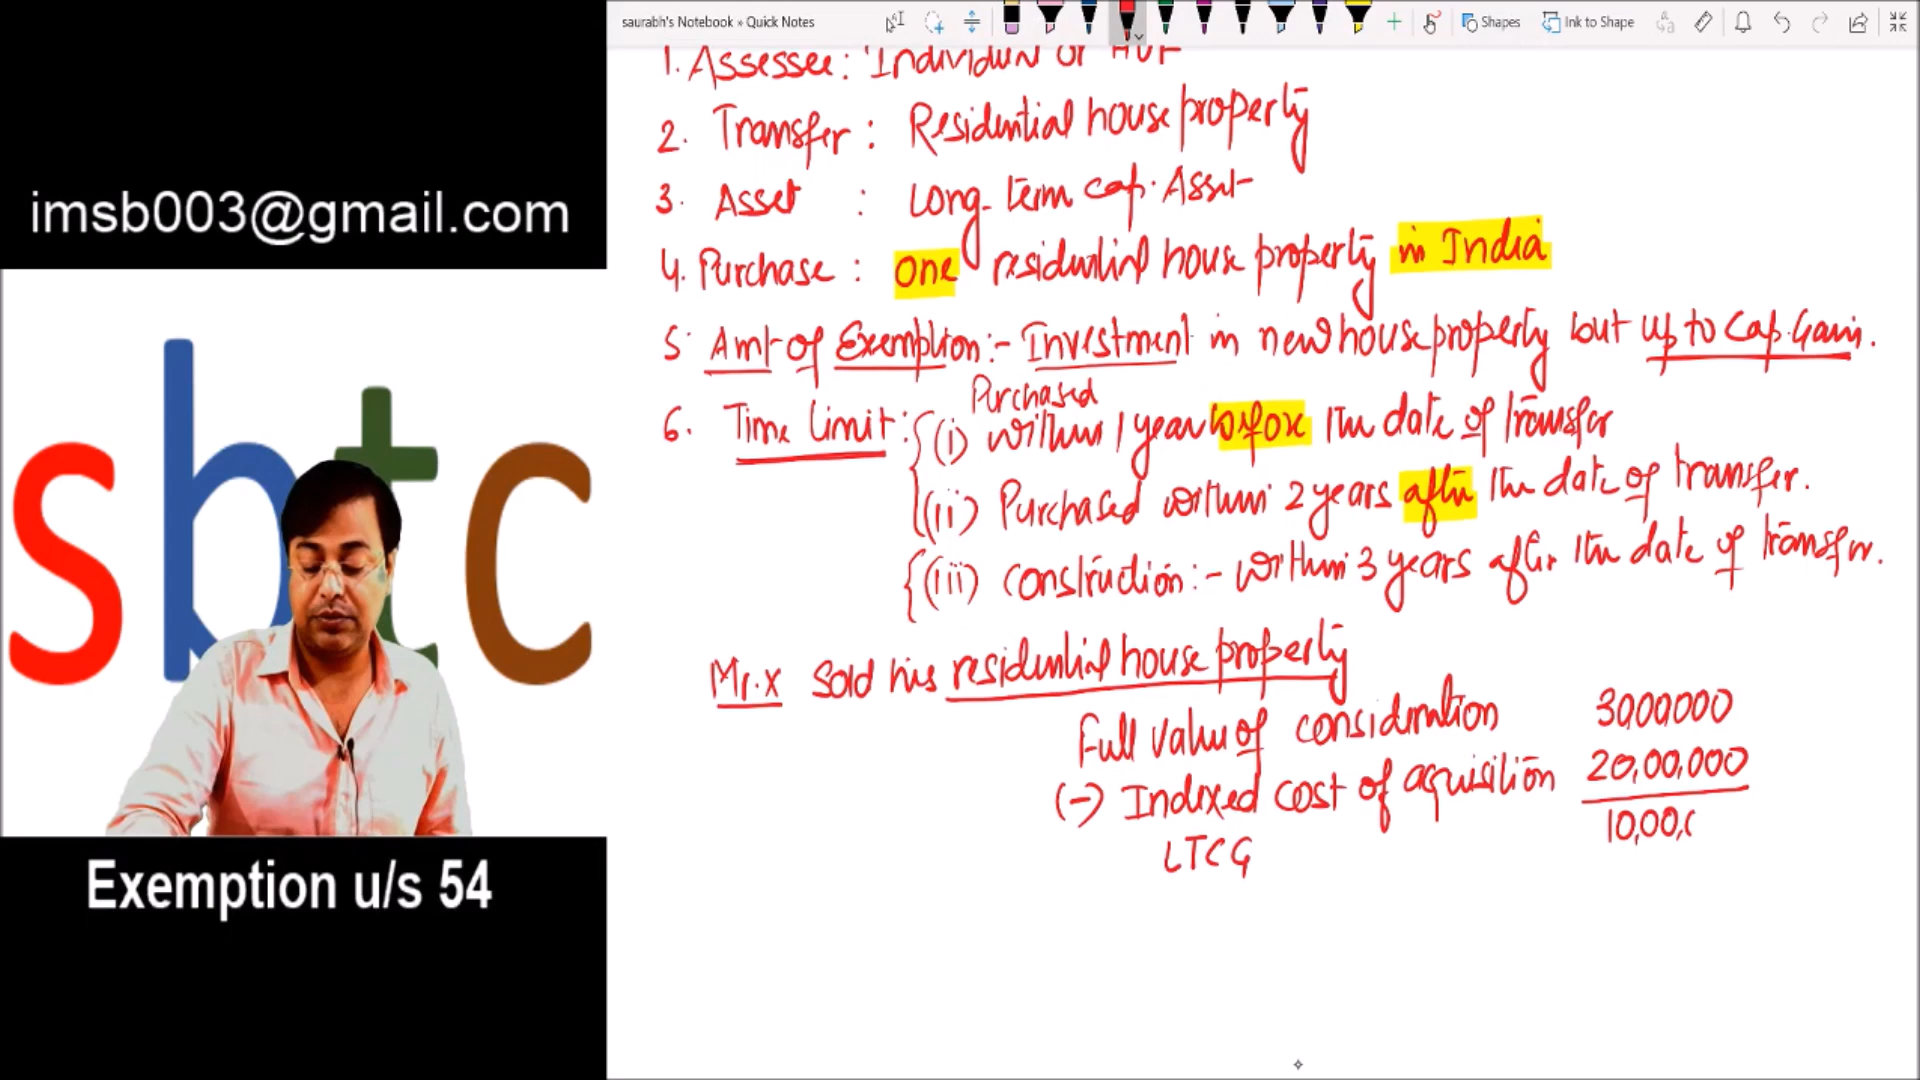 saurabh's Notebook » Quick Notes
Shapes
Ink to Shape
imsb003@gmail.com
sbtc
Exemption u/s 54
1. Assessee: Individual or HUF
2. Transfer: Residential house property
3. Asset : Long-term cap. Asset
4. Purchase : one residential house property in India
5. Amt of Exemption:- Investment in new house property but up to Cap. Gain.
Purchased
6. Time limit: (i) within 1 year before the date of transfer
(ii) Purchased within 2 years after the date of transfer.
(iii) construction:- within 3 years after the date of transfer.
Mr. X sold his residential house property
Full value of consideration 3000000
(-) Indexed cost of acquisition 20,00,000
LTCG 10,00,0